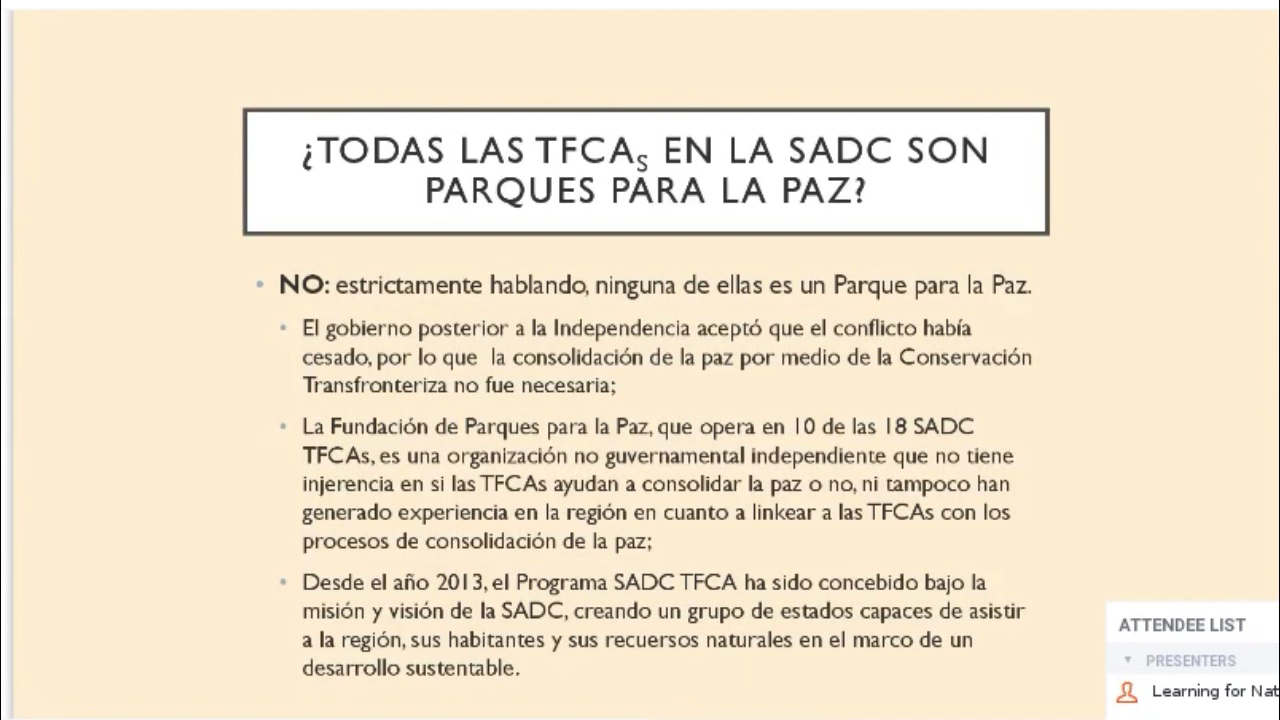 ¿TODAS LAS TFCAs EN LA SADC SON
PARQUES PARA LA PAZ?
• NO: estrictamente hablando, ninguna de ellas es un Parque para la Paz.
• El gobierno posterior a la Independencia aceptó que el conflicto había
cesado, por lo que la consolidación de la paz por medio de la Conservación
Transfronteriza no fue necesaria;
• La Fundación de Parques para la Paz, que opera en 10 de las 18 SADC
TFCAs, es una organización no guvernamental independiente que no tiene
injerencia en si las TFCAs ayudan a consolidar la paz o no, ni tampoco han
generado experiencia en la región en cuanto a linkear a las TFCAs con los
procesos de consolidación de la paz;
• Desde el año 2013, el Programa SADC TFCA ha sido concebido bajo la
misión y visión de la SADC, creando un grupo de estados capaces de asistir
a la región, sus habitantes y sus recuersos naturales en el marco de un
desarrollo sustentable.
ATTENDEE LIST
PRESENTERS
Learning for Nat